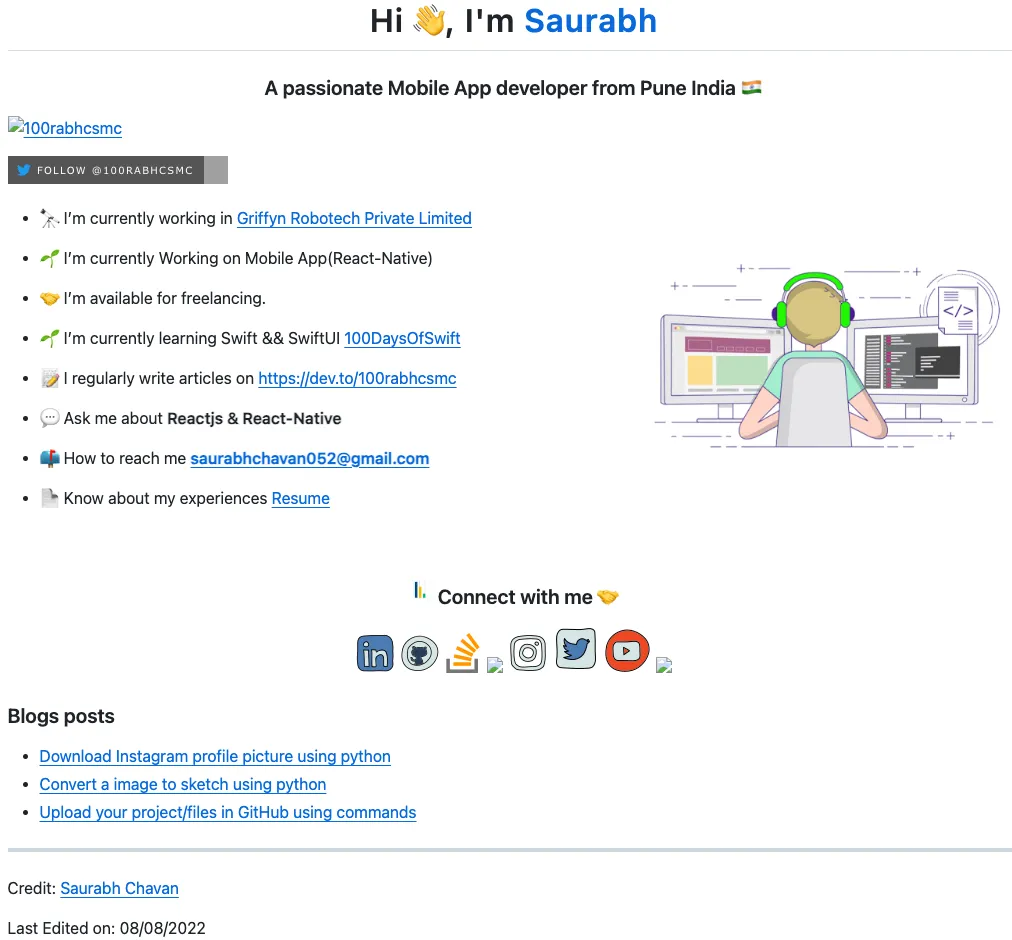 Hi 👋, I'm Saurabh
A passionate Mobile App developer from Pune India 🇮🇳
100rabhcsmc
FOLLOW @100RABHCSMC
🔭 I’m currently working in Griffyn Robotech Private Limited
🌱 I’m currently Working on Mobile App(React-Native)
🤝 I’m available for freelancing.
🌱 I’m currently learning Swift && SwiftUI 100DaysOfSwift
📝 I regularly write articles on https://dev.to/100rabhcsmc
💬 Ask me about Reactjs & React-Native
📫 How to reach me saurabhchavan052@gmail.com
📄 Know about my experiences Resume
</>
Connect with me 🤝
in
Blogs posts
Download Instagram profile picture using python
Convert a image to sketch using python
Upload your project/files in GitHub using commands
Credit: Saurabh Chavan
Last Edited on: 08/08/2022